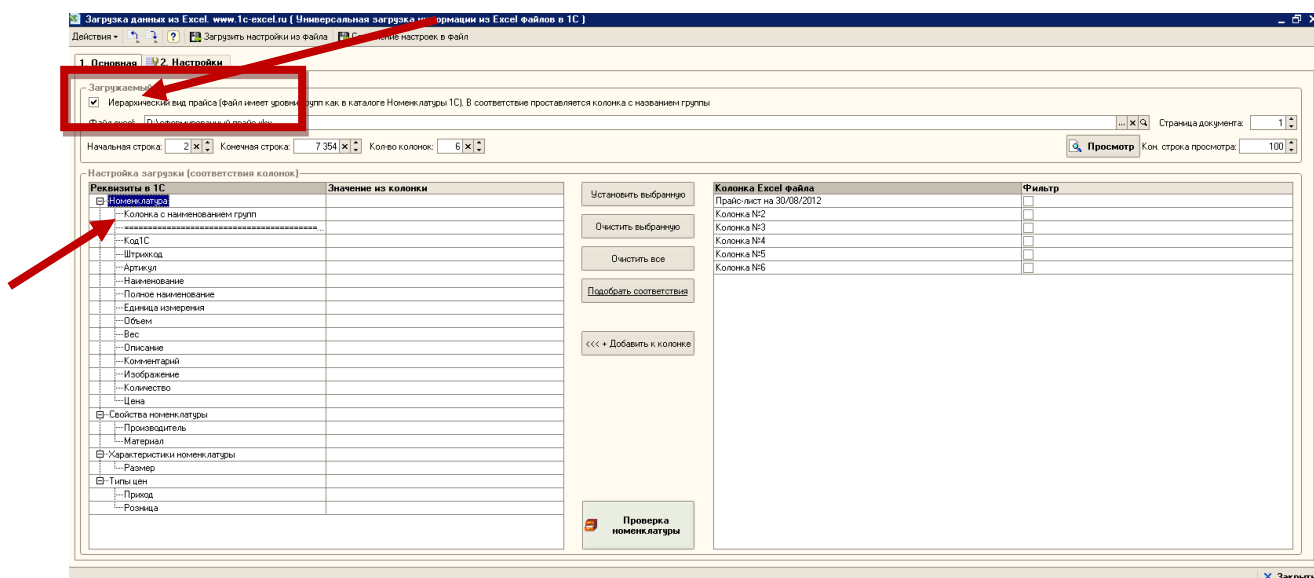 Загрузка данных из Excel. www.1c-excel.ru ( Универсальная загрузка информации из Excel файлов в 1С )
Действия Загрузить настройки из файла настроек в файл
1. Основная 2. Настройки
Загружаемый
Иерархический вид прайса (файл имеет уровни групп как в каталоге Номенклатуры 1С). В соответствие проставляется колонка с названием группы
Файл excel: Страница документа: 1
Начальная строка: 2 Конечная строка: 7 354 Кол-во колонок: 6 Просмотр Кон. строка просмотра: 100
Настройка загрузки (соответствия колонок)
Реквизиты в 1С Значение из колонки
Номенклатура
Колонка с наименованием групп
=========================================...
Код1С
Штрихкод
Артикул
Наименование
Полное наименование
Единица измерения
Объем
Вес
Описание
Комментарий
Изображение
Количество
Цена
Свойства номенклатуры
Производитель
Материал
Характеристики номенклатуры
Размер
Типы цен
Приход
Розница
Установить выбранную
Очистить выбранную
Очистить все
Подобрать соответствия
<<< + Добавить к колонке
Проверка
номенклатуры
Колонка Excel файла Фильтр
Прайс-лист на 30/08/2012
Колонка №2
Колонка №3
Колонка №4
Колонка №5
Колонка №6